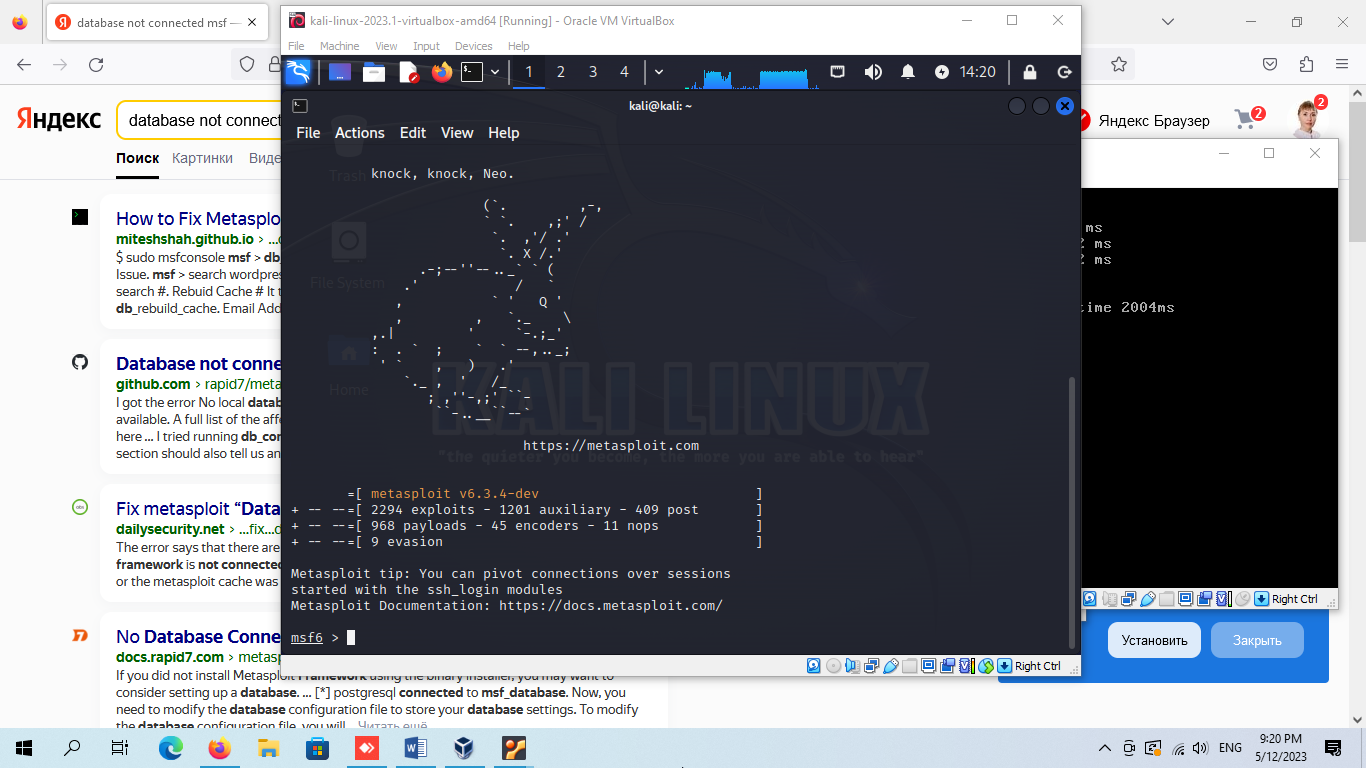 database not connected msf —
kali-linux-2023.1-virtualbox-amd64 [Running] - Oracle VM VirtualBox
File Machine View Input Devices Help
1 2 3 4 14:20
kali@kali: ~
File Actions Edit View Help
Яндекс
database not connect
Яндекс Браузер
2
2
Поиск Картинки Виде
Trash
File System
Home
KALI LINUX
"the quieter you become, the more you are able to hear"
knock, knock, Neo.
https://metasploit.com
=[ metasploit v6.3.4-dev ]
+ -- --=[ 2294 exploits - 1201 auxiliary - 409 post ]
+ -- --=[ 968 payloads - 45 encoders - 11 nops ]
+ -- --=[ 9 evasion ]
Metasploit tip: You can pivot connections over sessions
started with the ssh_login modules
Metasploit Documentation: https://docs.metasploit.com/
msf6 >
Right Ctrl
How to Fix Metasplo
miteshshah.github.io › ...c
$ sudo msfconsole msf > db_
Issue. msf > search wordpres
search #. Rebuid Cache # It t
db_rebuild_cache. Email Add
Database not conne
github.com › rapid7/meta
I got the error No local datab
available. A full list of the affe
here ... I tried running db_con
section should also tell us an
Fix metasploit “Data
dailysecurity.net › ...fix...d
The error says that there are
framework is not connected
or the metasploit cache was
No Database Conne
docs.rapid7.com › metasp
If you did not install Metasploit Framework using the binary installer, you may want to
consider setting up a database. ... [*] postgresql connected to msf_database. Now, you
need to modify the database configuration file to store your database settings. To modify
the database configuration file, you will... Читать ещё
ms
2 ms
2 ms
time 2004ms
Right Ctrl
Установить Закрыть
ENG
9:20 PM
5/12/2023